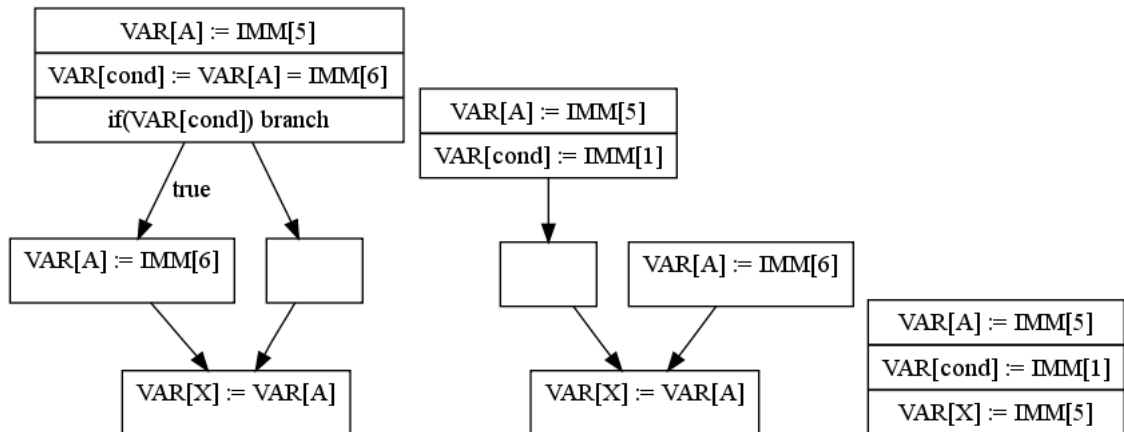 VAR[A] := IMM[5]
VAR[cond] := VAR[A] = IMM[6]
if(VAR[cond]) branch
true
VAR[A] := IMM[6]
VAR[X] := VAR[A]
VAR[A] := IMM[5]
VAR[cond] := IMM[1]
VAR[A] := IMM[6]
VAR[X] := VAR[A]
VAR[A] := IMM[5]
VAR[cond] := IMM[1]
VAR[X] := IMM[5]